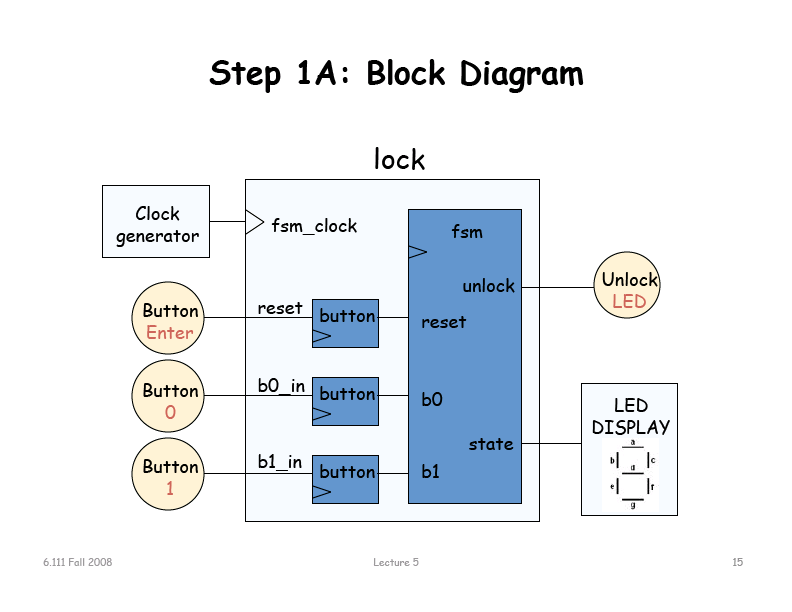 Step 1A: Block Diagram
lock
Clock
generator
fsm_clock
fsm
unlock
Unlock
LED
Button
Enter
reset
button
reset
Button
0
b0_in
button
b0
LED
DISPLAY
a
b
c
d
e
f
g
state
Button
1
b1_in
button
b1
6.111 Fall 2008
Lecture 5
15